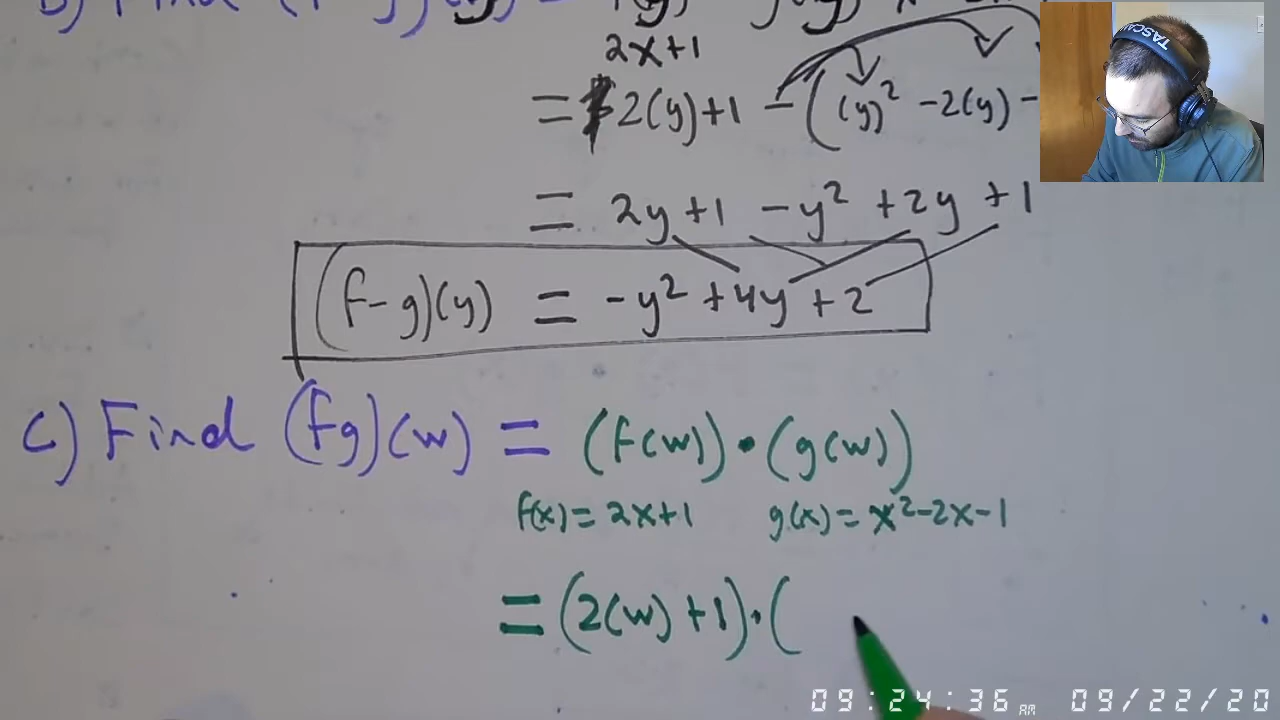 b) Find
2x+1
= 2(y)+1 -((y)² -2(y) -
= 2y +1 -y² +2y +1
(f-g)(y) = -y² +4y +2
c) Find (fg)(w) = (f(w))•(g(w))
f(x) = 2x+1 g(x) = x²-2x-1
= (2(w) +1)•(
TASCAM
09:24:36 AM 09/22/20